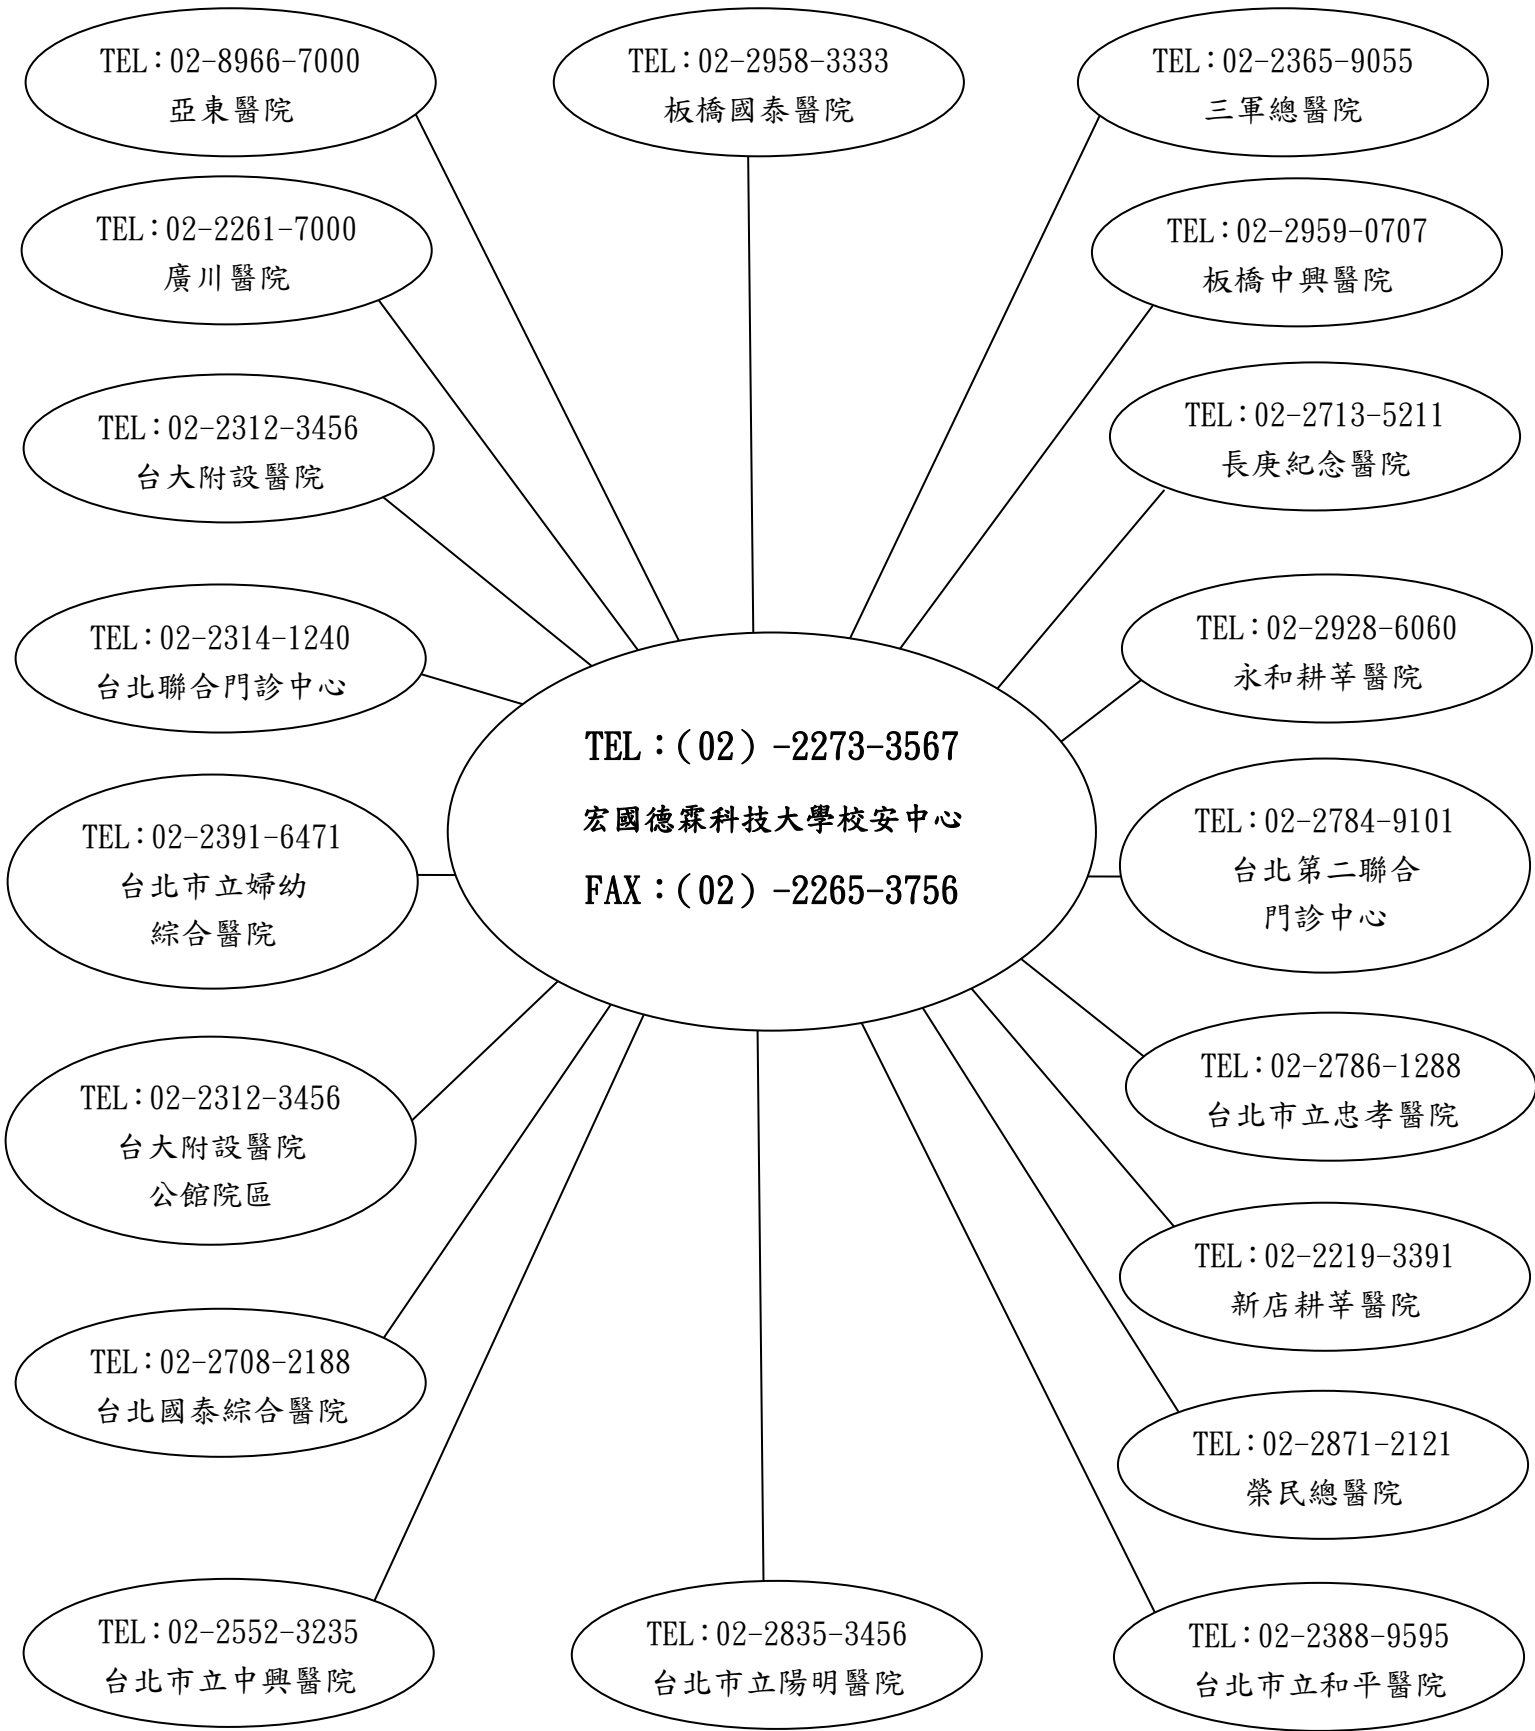 TEL：02-8966-7000
亞東醫院
TEL：02-2958-3333
板橋國泰醫院
TEL：02-2365-9055
三軍總醫院
TEL：02-2261-7000
廣川醫院
TEL：02-2959-0707
板橋中興醫院
TEL：02-2312-3456
台大附設醫院
TEL：02-2713-5211
長庚紀念醫院
TEL：02-2314-1240
台北聯合門診中心
TEL：02-2928-6060
永和耕莘醫院
TEL：(02）-2273-3567
宏國德霖科技大學校安中心
FAX：(02）-2265-3756
TEL：02-2391-6471
台北市立婦幼
綜合醫院
TEL：02-2784-9101
台北第二聯合
門診中心
TEL：02-2312-3456
台大附設醫院
公館院區
TEL：02-2786-1288
台北市立忠孝醫院
TEL：02-2219-3391
新店耕莘醫院
TEL：02-2708-2188
台北國泰綜合醫院
TEL：02-2871-2121
榮民總醫院
TEL：02-2552-3235
台北市立中興醫院
TEL：02-2835-3456
台北市立陽明醫院
TEL：02-2388-9595
台北市立和平醫院